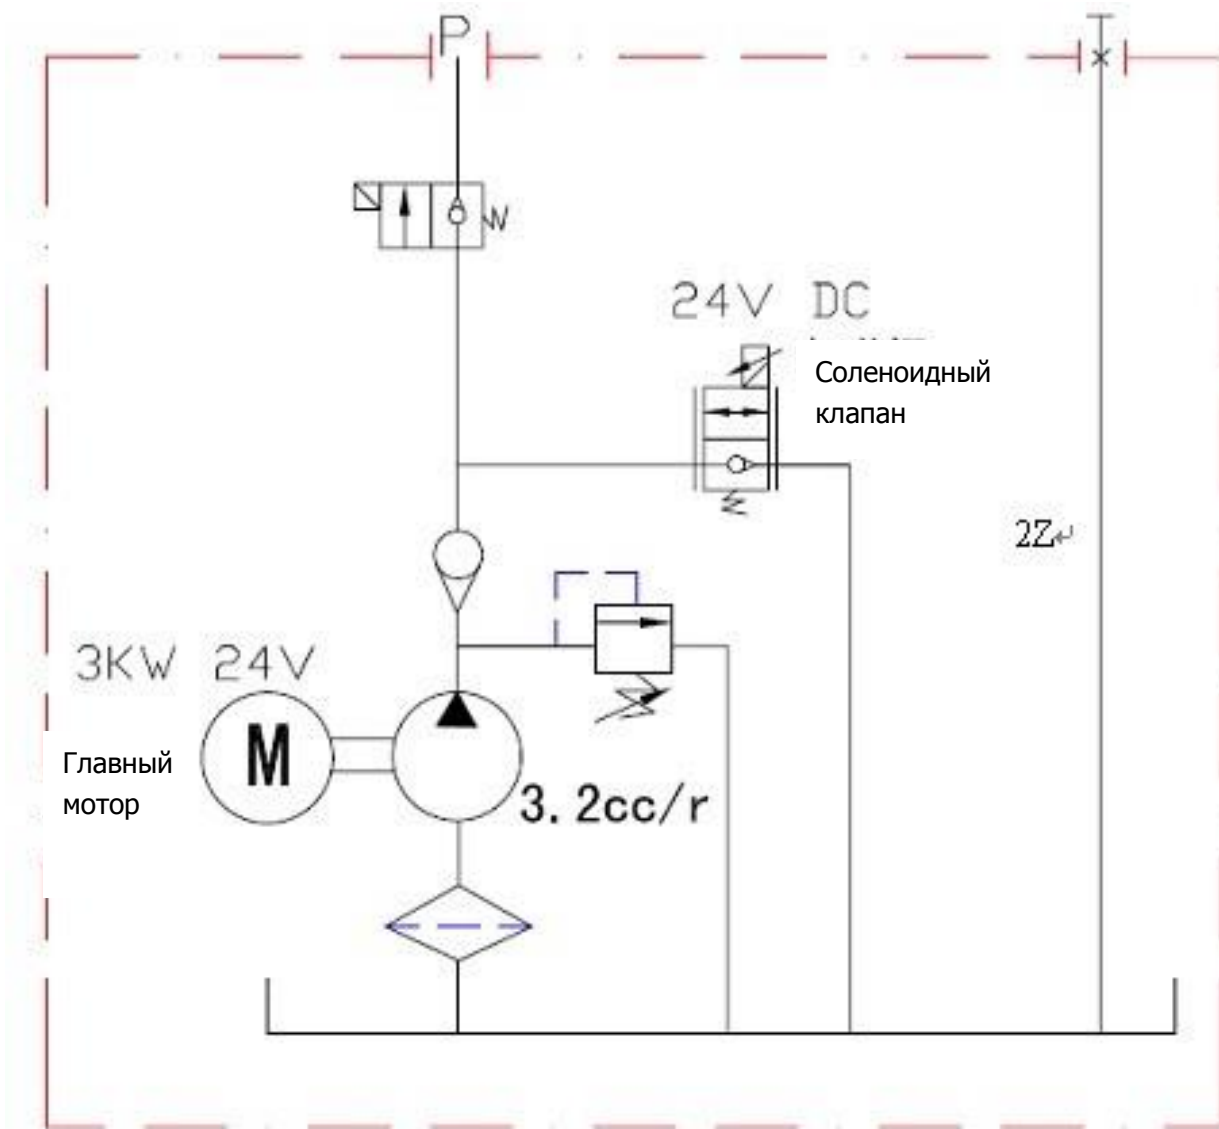 P
T
24V DC
Соленоидный
клапан
2Z↵
3KW 24V
M
Главный
мотор
3.2cc/r